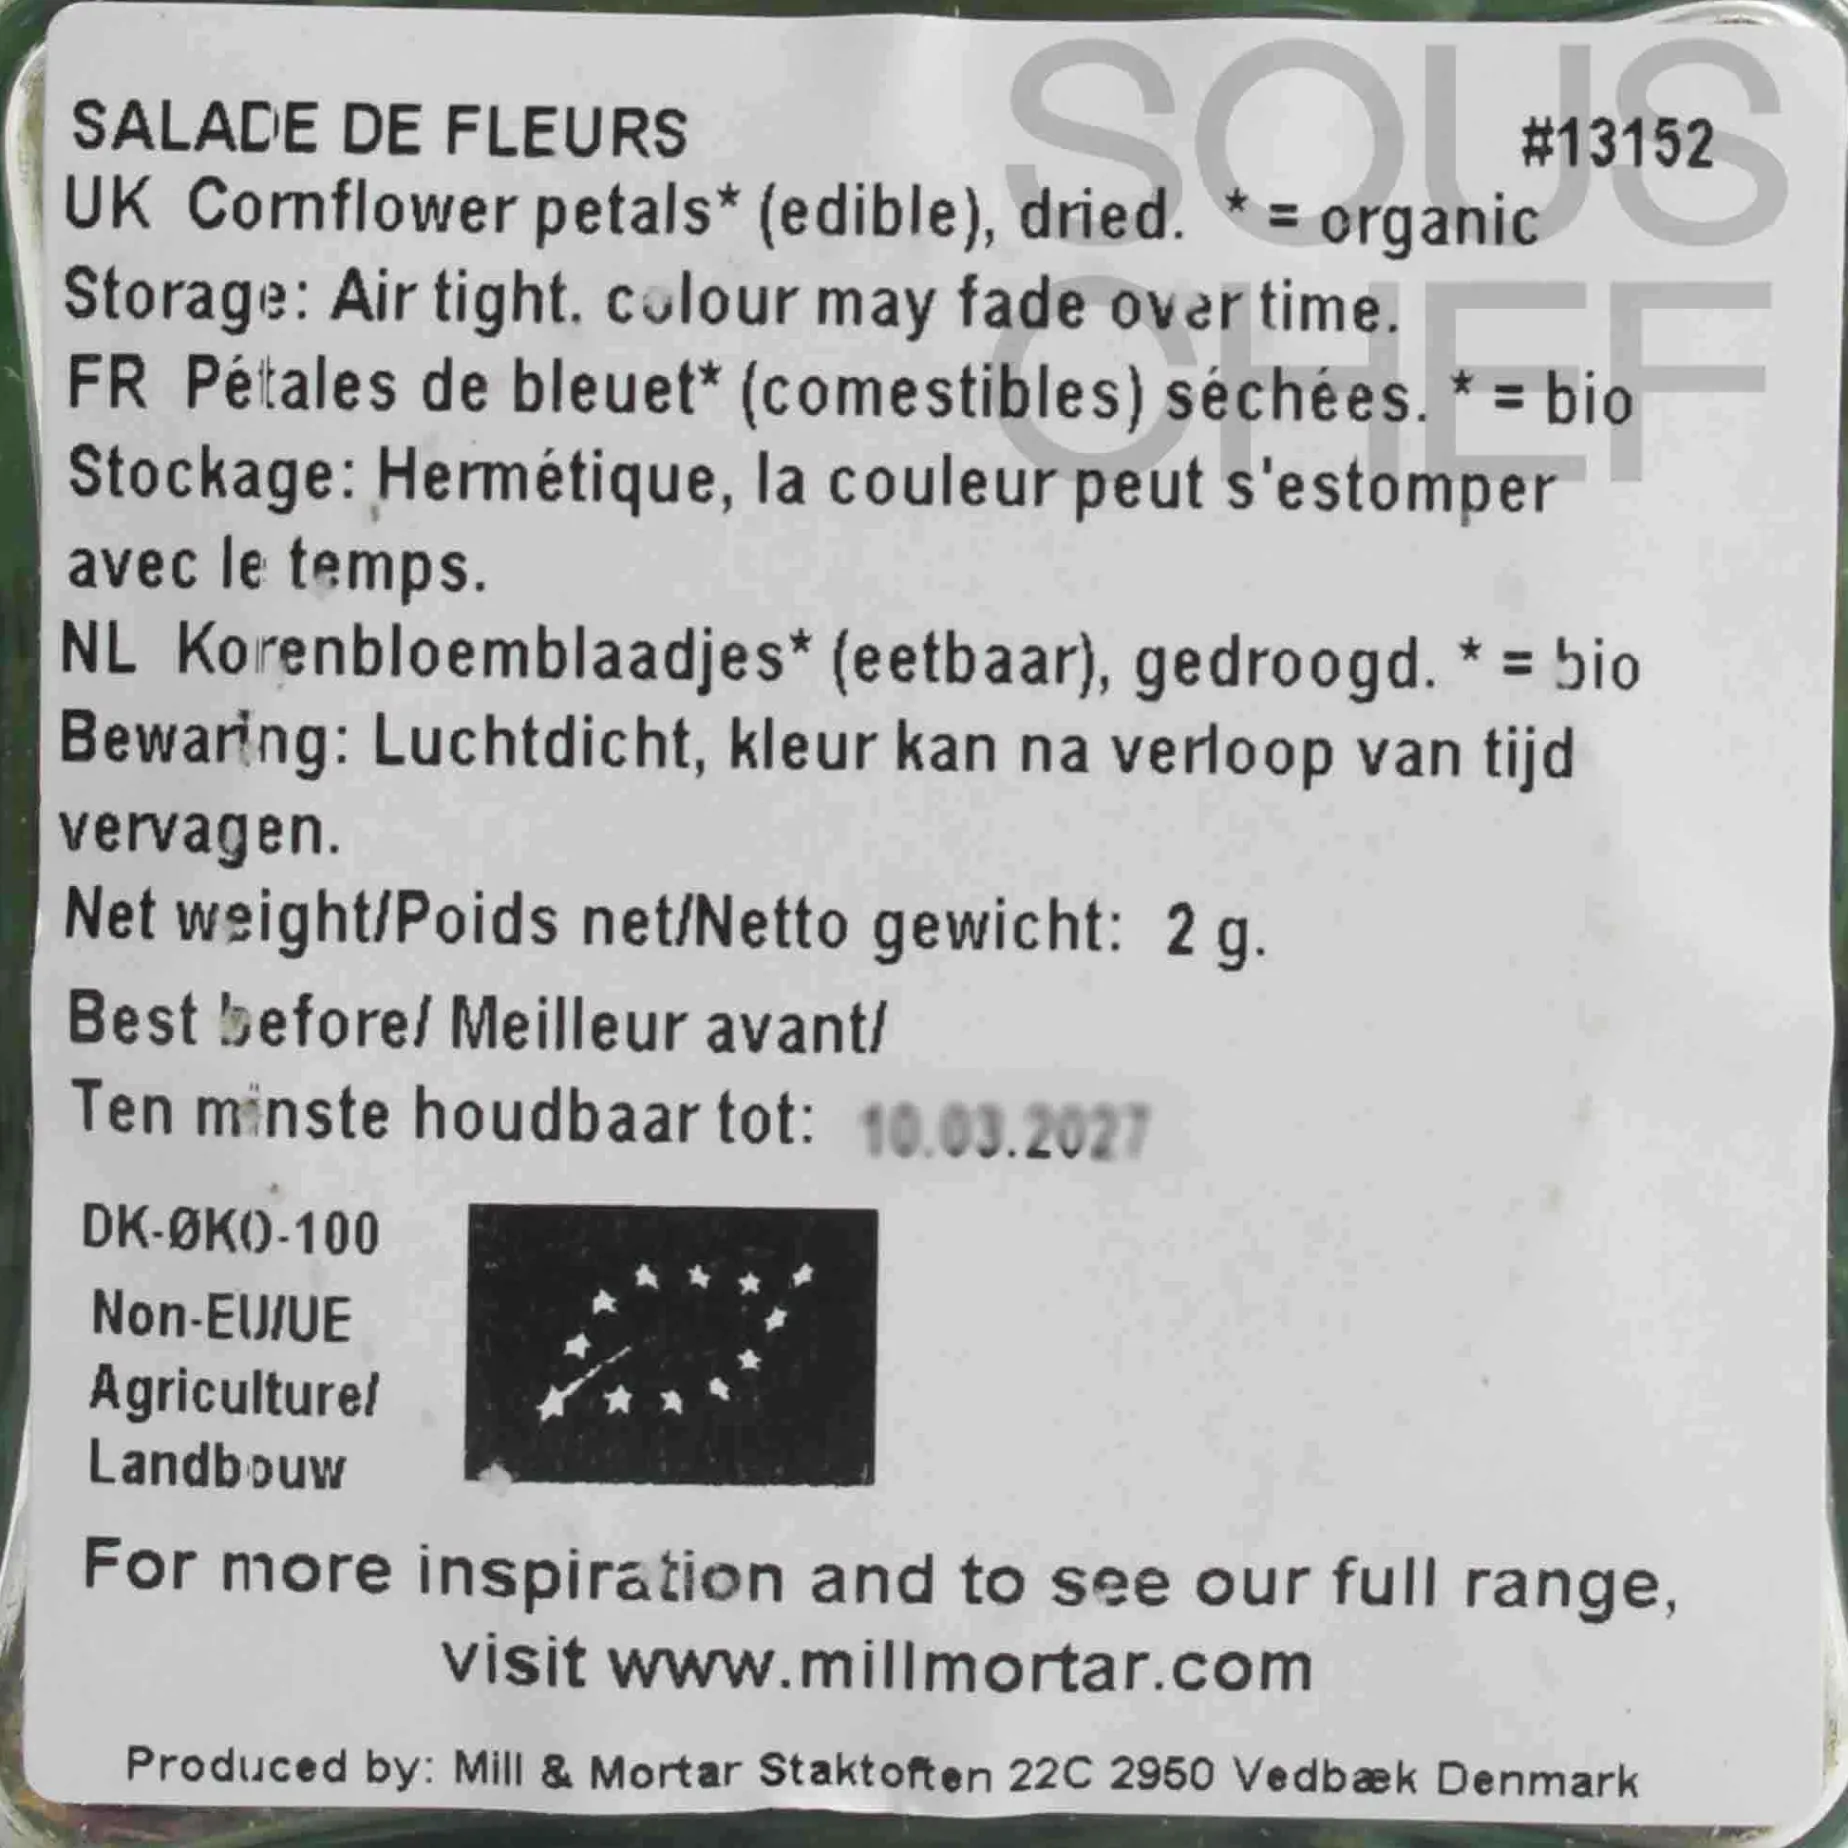 SOUS
CHEF
SALADE DE FLEURS #13152
UK Cornflower petals* (edible), dried. * = organic
Storage: Air tight. colour may fade over time.
FR Pétales de bleuet* (comestibles) séchées. * = bio
Stockage: Hermétique, la couleur peut s'estomper
avec le temps.
NL Korenbloemblaadjes* (eetbaar), gedroogd. * = bio
Bewaring: Luchtdicht, kleur kan na verloop van tijd
vervagen.
Net weight/Poids net/Netto gewicht: 2 g.
Best before/ Meilleur avant/
Ten minste houdbaar tot: 10.03.2027
DK-ØKO-100
Non-EU/UE
Agriculture/
Landbouw
For more inspiration and to see our full range,
visit www.millmortar.com
Produced by: Mill & Mortar Staktoften 22C 2950 Vedbæk Denmark